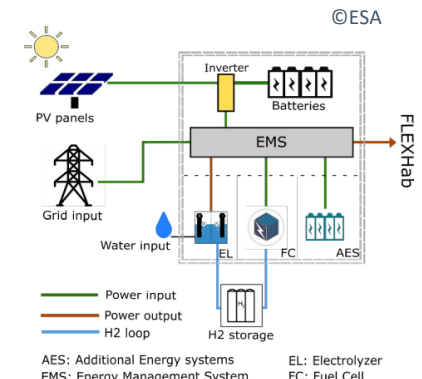 ©ESA
Inverter
Batteries
PV panels
EMS
FLEXHab
Grid input
Water input
EL
FC
AES
H₂
H2 storage
Power input
Power output
H2 loop
AES: Additional Energy systems
EL: Electrolyzer
EMS: Energy Management System
FC: Fuel Cell